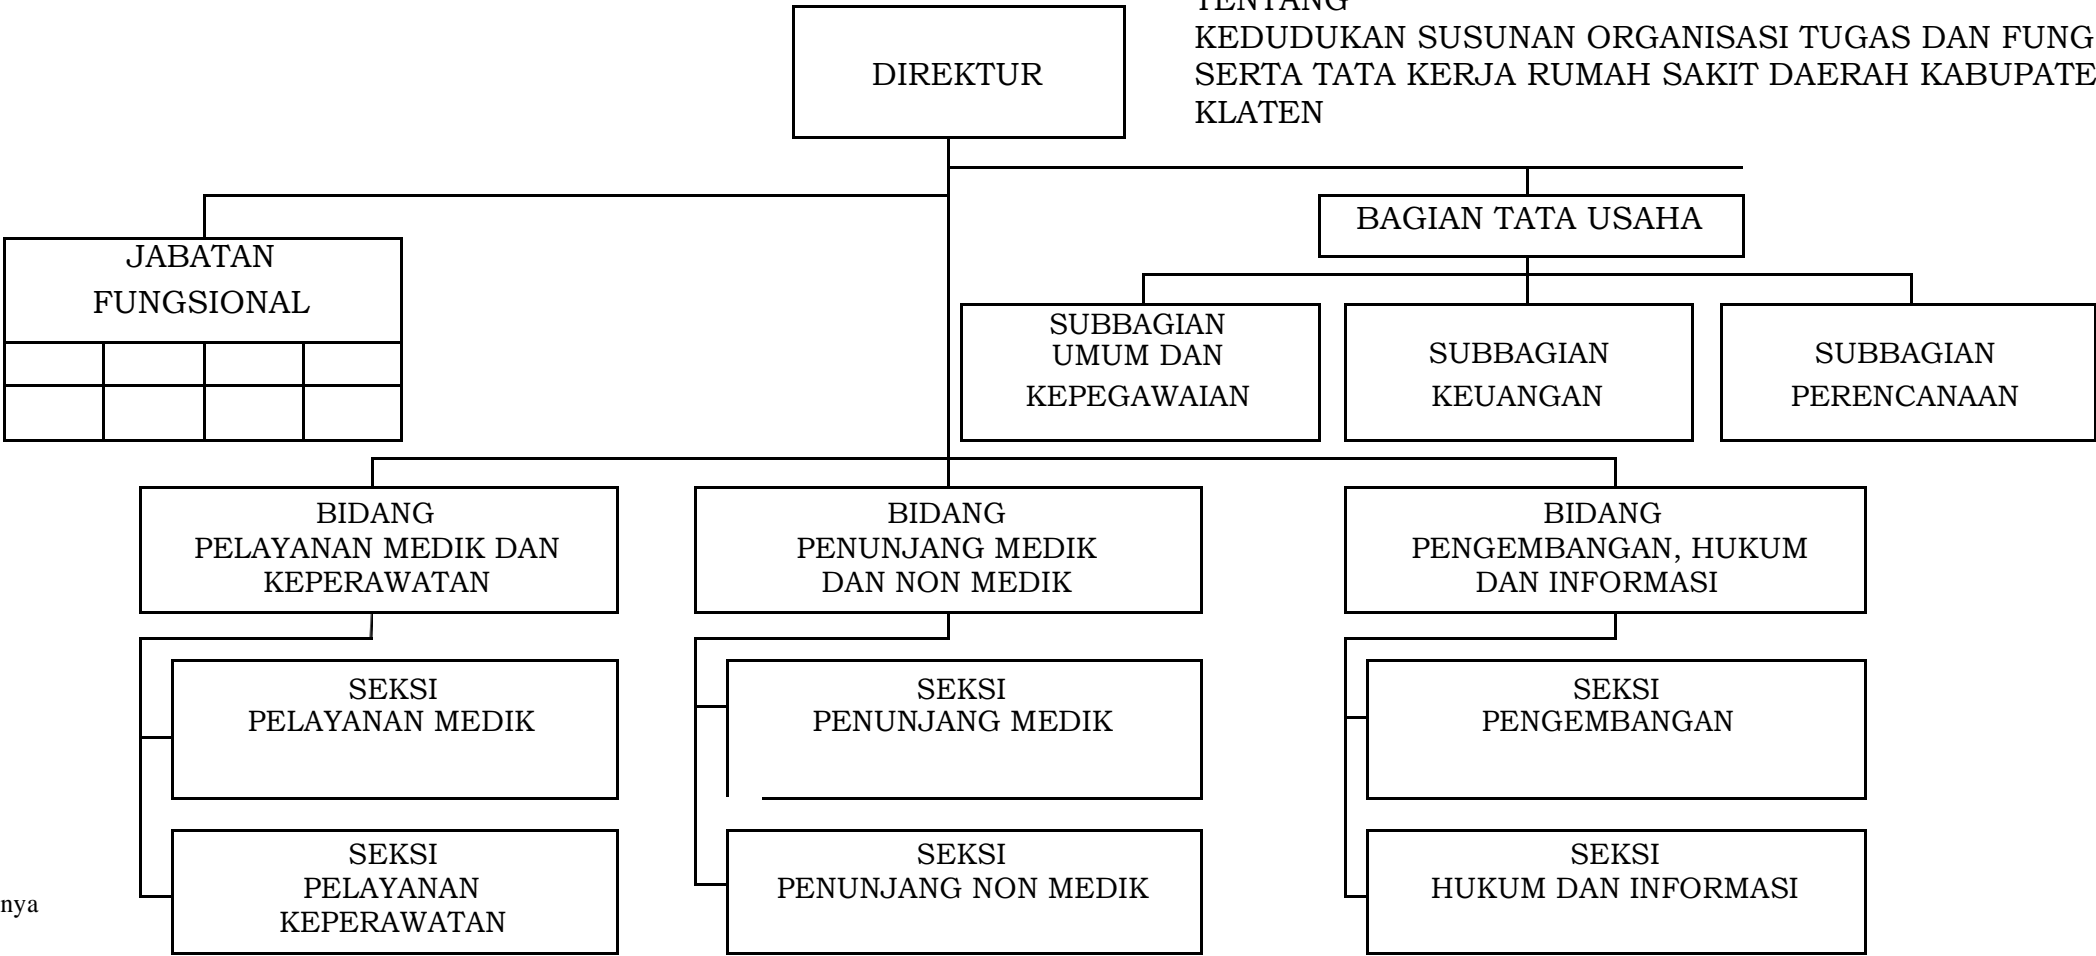 TENTANG
KEDUDUKAN SUSUNAN ORGANISASI TUGAS DAN FUNG
SERTA TATA KERJA RUMAH SAKIT DAERAH KABUPATE
KLATEN
DIREKTUR
BAGIAN TATA USAHA
JABATAN
FUNGSIONAL
SUBBAGIAN
UMUM DAN
KEPEGAWAIAN
SUBBAGIAN
KEUANGAN
SUBBAGIAN
PERENCANAAN
BIDANG
PELAYANAN MEDIK DAN
KEPERAWATAN
BIDANG
PENUNJANG MEDIK
DAN NON MEDIK
BIDANG
PENGEMBANGAN, HUKUM
DAN INFORMASI
SEKSI
PELAYANAN MEDIK
SEKSI
PENUNJANG MEDIK
SEKSI
PENGEMBANGAN
SEKSI
PELAYANAN
KEPERAWATAN
SEKSI
PENUNJANG NON MEDIK
SEKSI
HUKUM DAN INFORMASI
nya